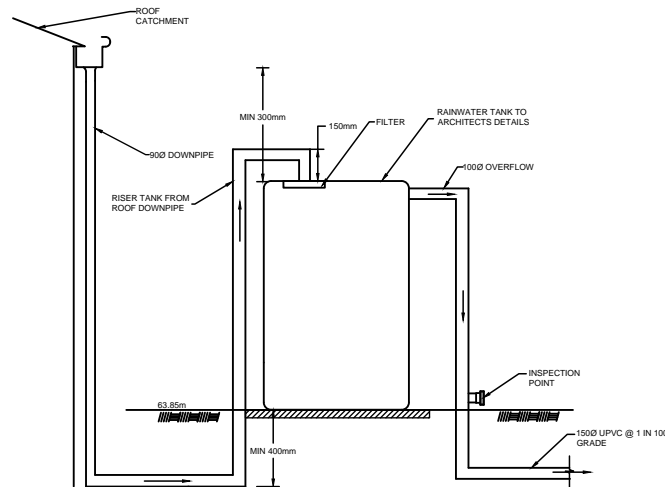 ROOF
CATCHMENT
MIN 300mm
150mm
FILTER
RAINWATER TANK TO
ARCHITECTS DETAILS
90Ø DOWNPIPE
100Ø OVERFLOW
RISER TANK FROM
ROOF DOWNPIPE
INSPECTION
POINT
63.85m
150Ø UPVC @ 1 IN 100
GRADE
MIN 400mm